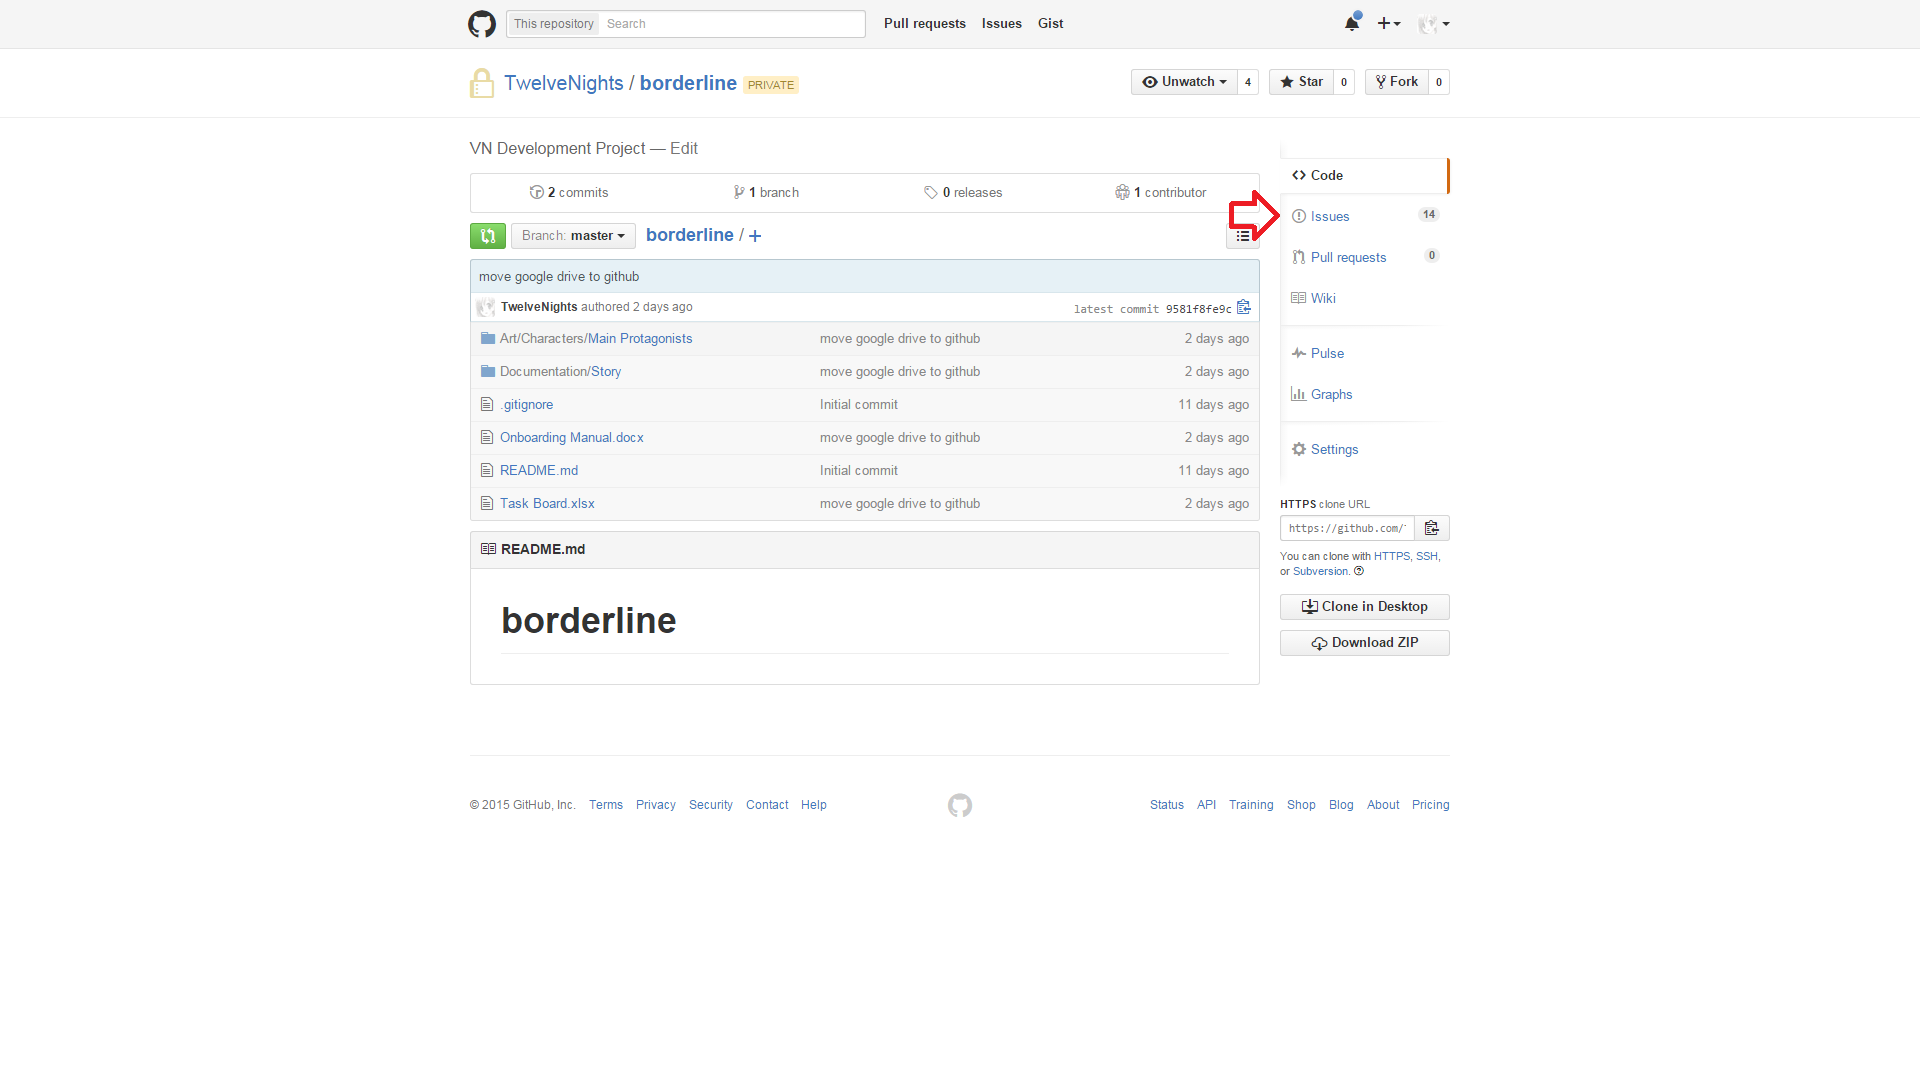 This repository Search Pull requests Issues Gist
TwelveNights / borderline PRIVATE
Unwatch 4 Star 0 Fork 0
VN Development Project — Edit
2 commits 1 branch 0 releases 1 contributor
Branch: master borderline / +
move google drive to github
TwelveNights authored 2 days ago latest commit 9581f8fe9c
Art/Characters/Main Protagonists move google drive to github 2 days ago
Documentation/Story move google drive to github 2 days ago
.gitignore Initial commit 11 days ago
Onboarding Manual.docx move google drive to github 2 days ago
README.md Initial commit 11 days ago
Task Board.xlsx move google drive to github 2 days ago
README.md
borderline
Code
Issues 14
Pull requests 0
Wiki
Pulse
Graphs
Settings
HTTPS clone URL
https://github.com/
You can clone with HTTPS, SSH,
or Subversion.
Clone in Desktop
Download ZIP
© 2015 GitHub, Inc. Terms Privacy Security Contact Help
Status API Training Shop Blog About Pricing